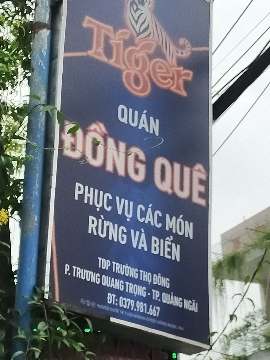 Tiger
QUÁN
ĐỒNG QUÊ
PHỤC VỤ CÁC MÓN
RỪNG VÀ BIỂN
TDP TRƯỜNG THỌ ĐÔNG
P. TRƯƠNG QUANG TRỌNG - TP. QUẢNG NGÃI
ĐT: 0379.981.667